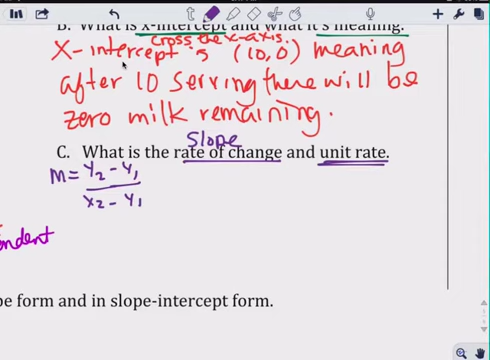 B. What is x-intercept and what it's meaning.
cross the x-axis.
X-intercept is (10,0) meaning
after 10 serving there will be
zero milk remaining.
Slope
C. What is the rate of change and unit rate.
M = Y2 - Y1
X2 - Y1
pe form and in slope-intercept form.